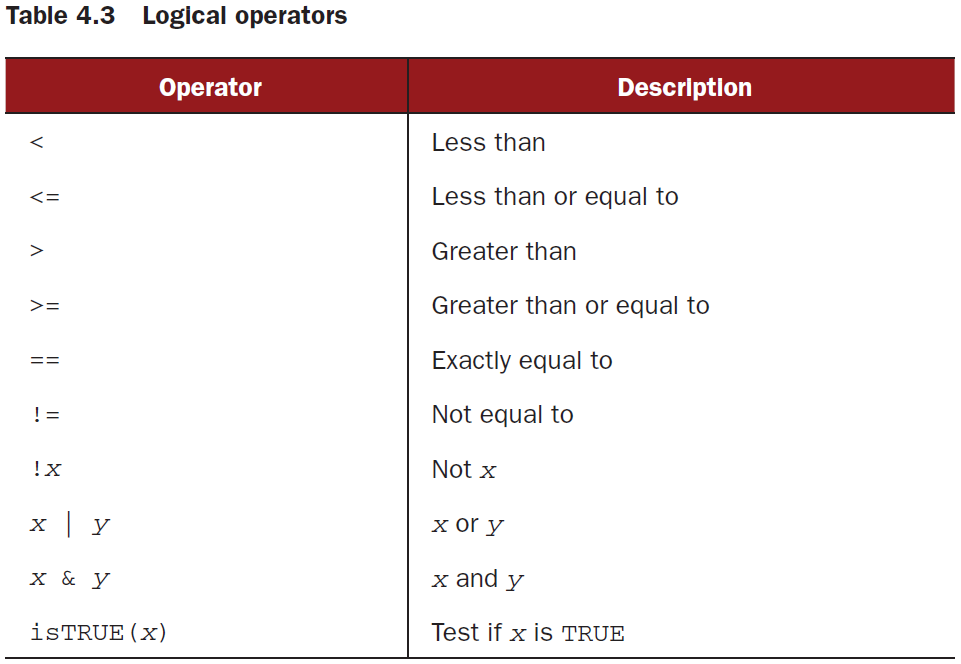 Table 4.3 Logical operators
Operator Description
< Less than
<= Less than or equal to
> Greater than
>= Greater than or equal to
== Exactly equal to
!= Not equal to
!x Not x
x | y x or y
x & y x and y
isTRUE(x) Test if x is TRUE